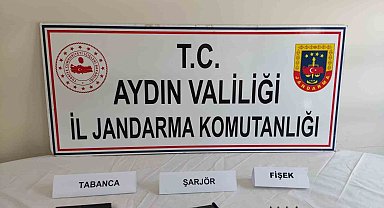 T.C.
AYDIN VALİLİĞİ
İL JANDARMA KOMUTANLIĞI
TABANCA
ŞARJÖR
FİŞEK